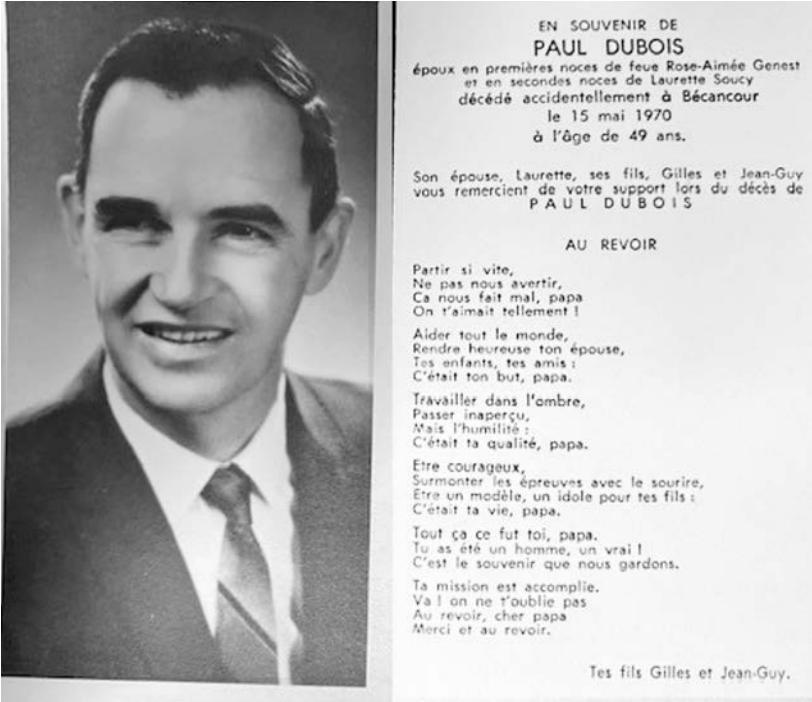 EN SOUVENIR DE
PAUL DUBOIS
époux en premières noces de feue Rose-Aimée Genest
et en secondes noces de Laurette Soucy
décédé accidentellement à Bécancour
le 15 mai 1970
à l'âge de 49 ans.
Son épouse, Laurette, ses fils, Gilles et Jean-Guy
vous remercient de votre support lors du décès de
PAUL DUBOIS
AU REVOIR
Partir si vite,
Ne pas nous avertir,
Ca nous fait mal, papa
On t'aimait tellement !
Aider tout le monde,
Rendre heureuse ton épouse,
Tes enfants, tes amis :
C'était ton but, papa.
Travailler dans l'ombre,
Passer inaperçu,
Mais l'humilité :
C'était ta qualité, papa.
Etre courageux,
Surmonter les épreuves avec le sourire,
Etre un modèle, un idole pour tes fils :
C'était ta vie, papa.
Tout ça ce fut toi, papa.
Tu as été un homme, un vrai !
C'est le souvenir que nous gardons.
Ta mission est accomplie.
Va ! on ne t'oublie pas
Au revoir, cher papa
Merci et au revoir.
Tes fils Gilles et Jean-Guy.